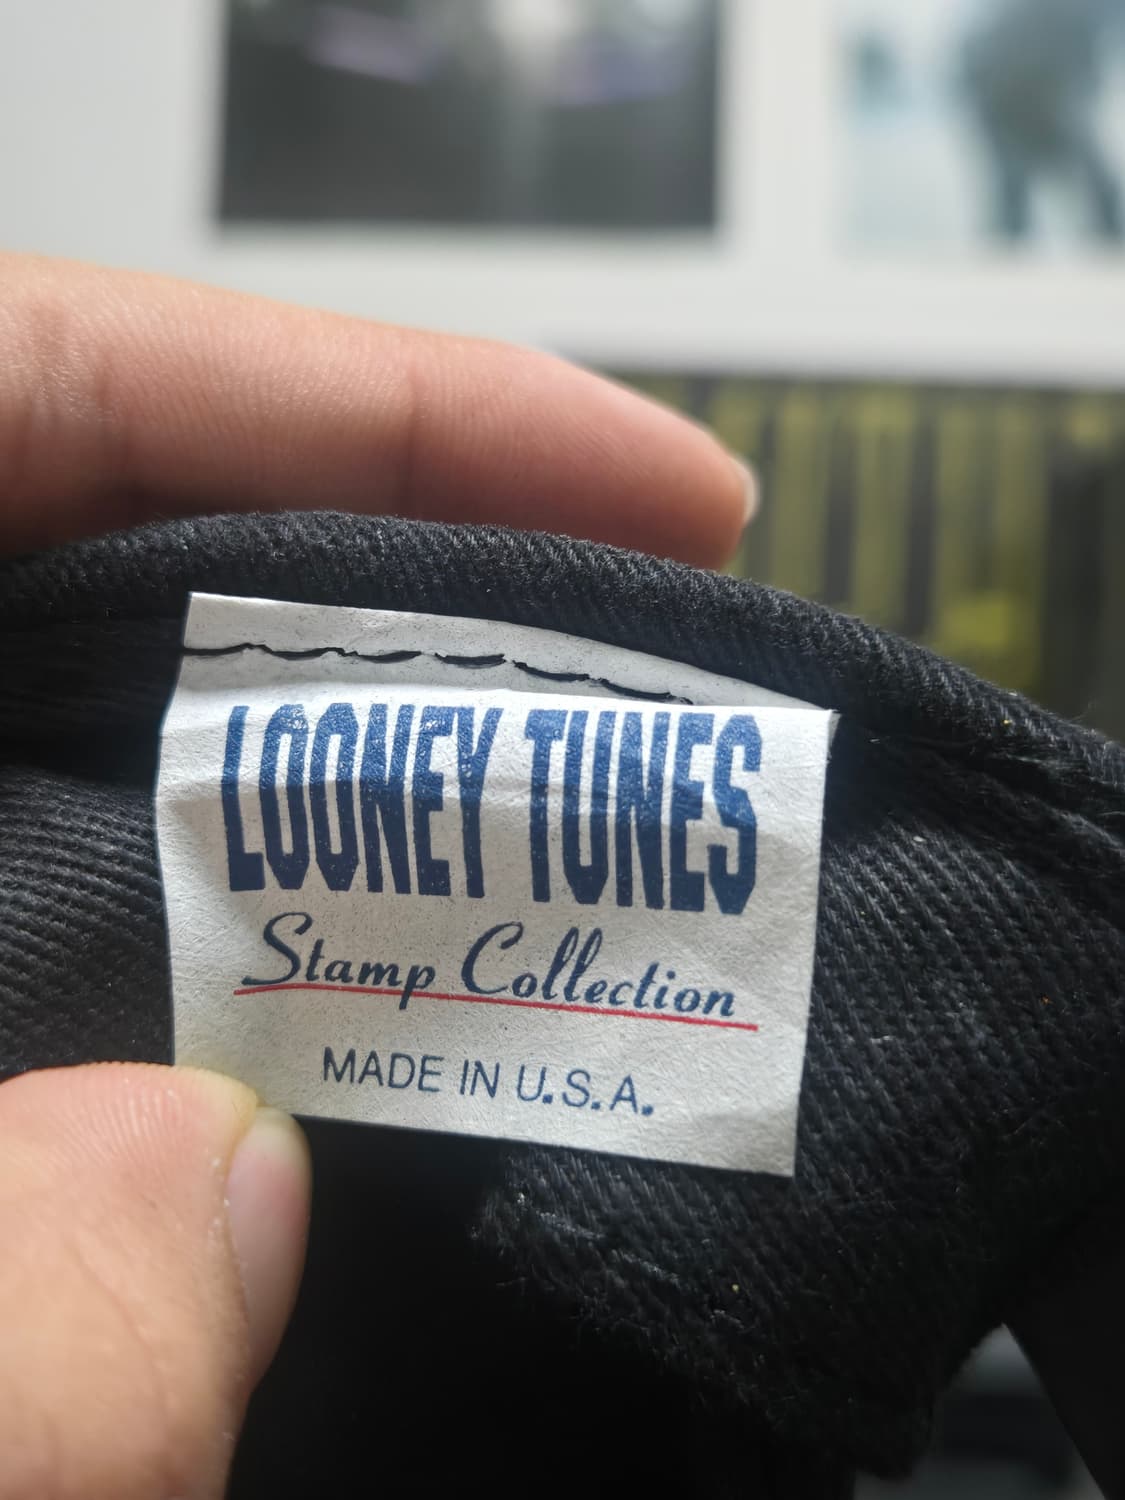 LOONEY TUNES
Stamp Collection
MADE IN U.S.A.